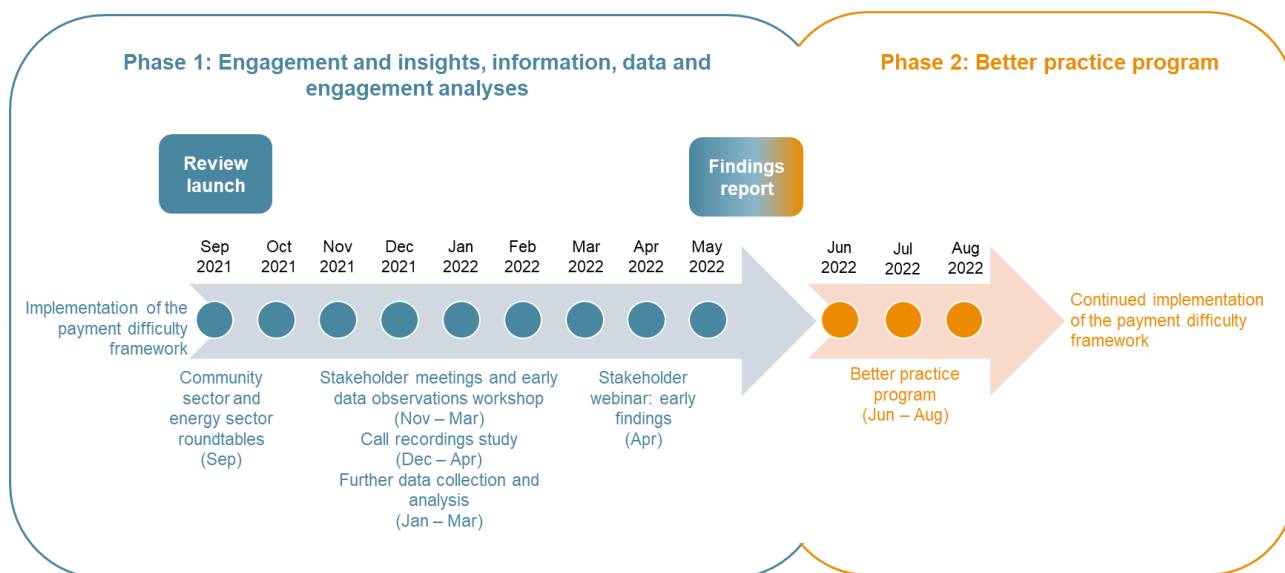 Phase 1: Engagement and insights, information, data and
engagement analyses
Phase 2: Better practice program
Review
launch
Findings
report
Sep
2021
Oct
2021
Nov
2021
Dec
2021
Jan
2022
Feb
2022
Mar
2022
Apr
2022
May
2022
Jun
2022
Jul
2022
Aug
2022
Implementation of the
payment difficulty
framework
Continued implementation
of the payment difficulty
framework
Community
sector and
energy sector
roundtables
(Sep)
Stakeholder meetings and early
data observations workshop
(Nov – Mar)
Call recordings study
(Dec – Apr)
Further data collection and
analysis
(Jan – Mar)
Stakeholder
webinar: early
findings
(Apr)
Better practice
program
(Jun – Aug)